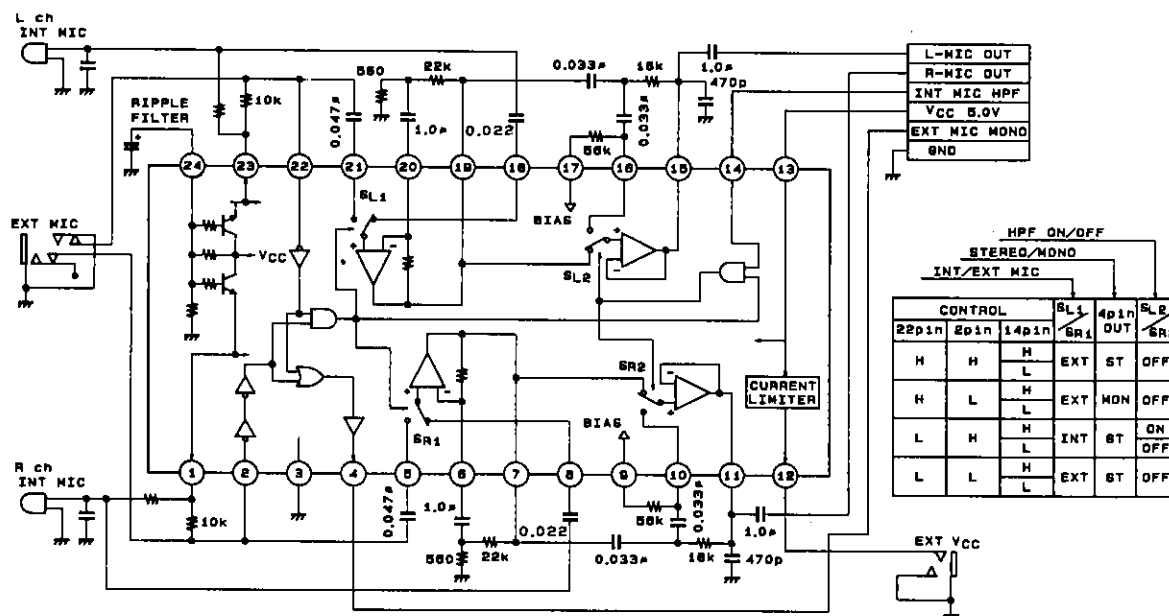 L ch
INT MIC
RIPPLE
FILTER
10k
0.047μ
560
22k
1.0μ
0.022
0.033μ
0.033μ
15k
56k
1.0μ
470p
L-MIC OUT
R-MIC OUT
INT MIC HPF
VCC 5.0V
EXT MIC MONO
GND
24
23
22
21
20
19
18
17
16
15
14
13
EXT MIC
VCC
SL1
BIAS
SL2
+
-
+
-
HPF ON/OFF
STEREO/MONO
INT/EXT MIC
CONTROL
SL1/SR1
4pin OUT
22pin 2pin 14pin
H H H L EXT ST OFF
H L H L EXT MON OFF
L H H L INT ST ON OFF
L L H L EXT ST OFF
SR1
SR2
+
-
+
-
BIAS
CURRENT
LIMITER
1
2
3
4
5
6
7
8
9
10
11
12
R ch
INT MIC
10k
0.047μ
1.0μ
560
22k
0.022
0.033μ
56k
0.033μ
1.0μ
470p
EXT VCC